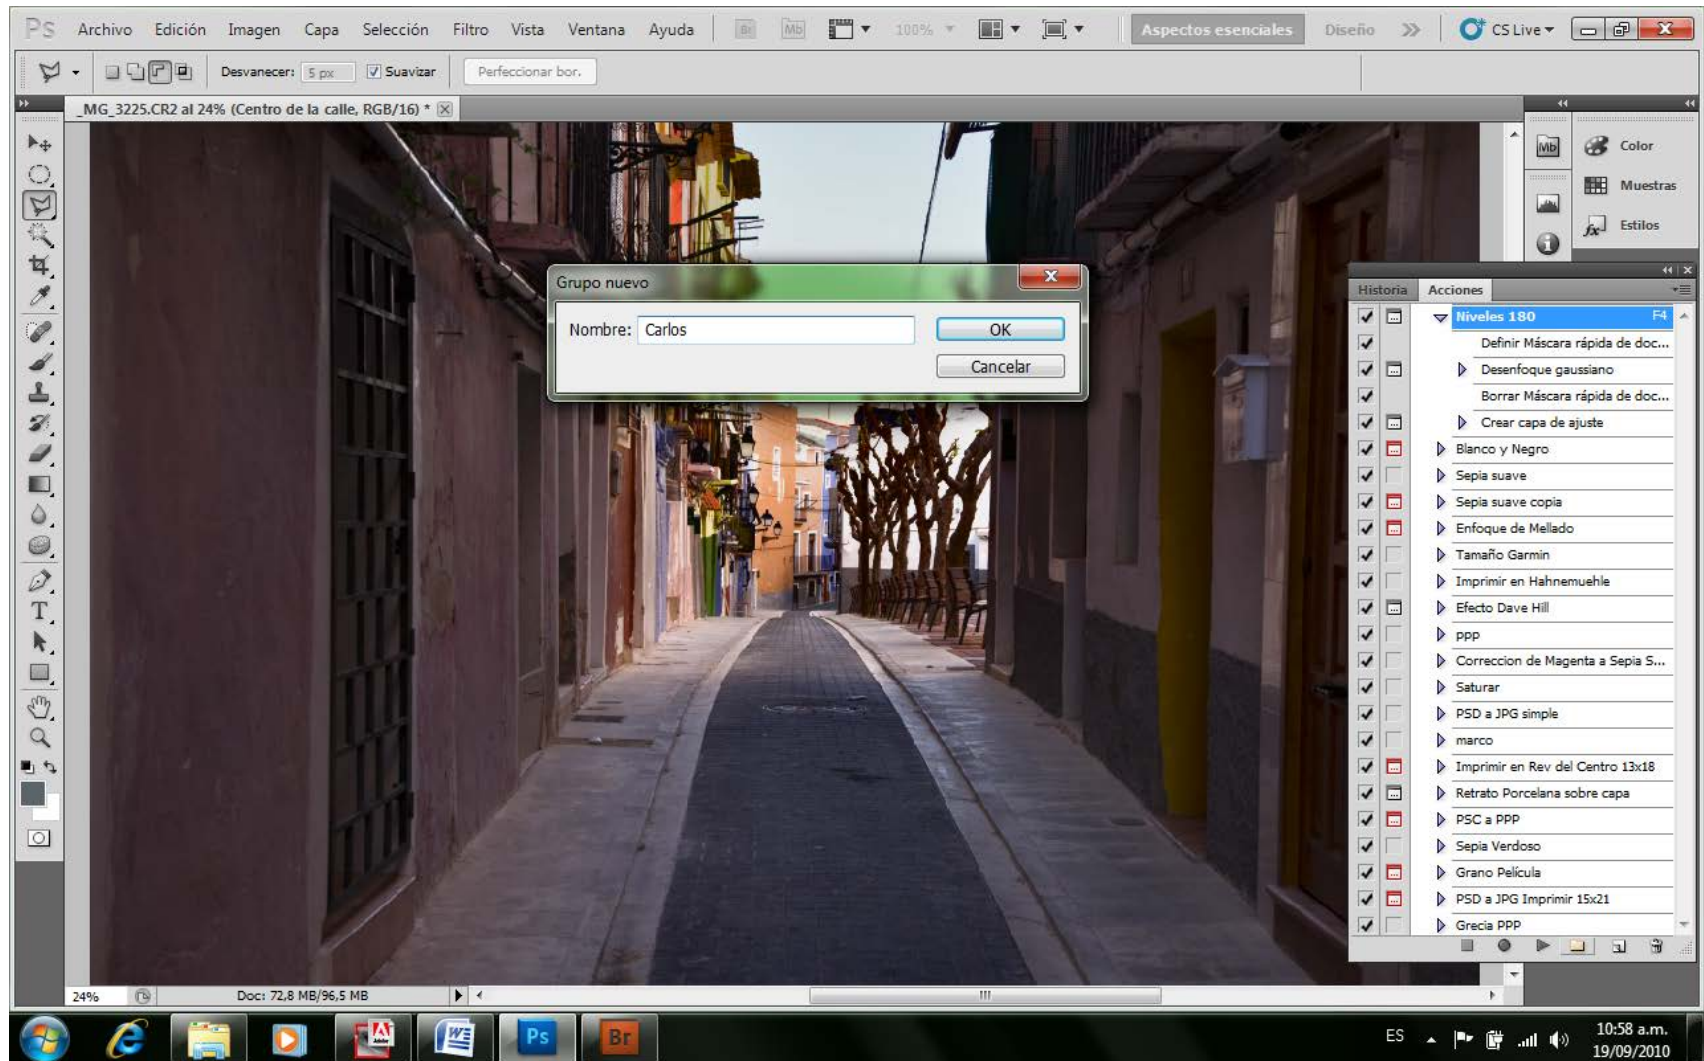 Ps Archivo Edición Imagen Capa Selección Filtro Vista Ventana Ayuda Br Mb 100% Aspectos esenciales Diseño CS Live
Desvanecer: 5 px Suavizar Perfeccionar bor.
_MG_3225.CR2 al 24% (Centro de la calle, RGB/16) *
Mb Color
Muestras
Estilos
Grupo nuevo
Nombre: Carlos OK
Cancelar
Historia Acciones
Niveles 180 F4
Definir Máscara rápida de doc...
Desenfoque gaussiano
Borrar Máscara rápida de doc...
Crear capa de ajuste
Blanco y Negro
Sepia suave
Sepia suave copia
Enfoque de Mellado
Tamaño Garmin
Imprimir en Hahnemuehle
Efecto Dave Hill
PPP
Correccion de Magenta a Sepia S...
Saturar
PSD a JPG simple
marco
Imprimir en Rev del Centro 13x18
Retrato Porcelana sobre capa
PSC a PPP
Sepia Verdoso
Grano Película
PSD a JPG Imprimir 15x21
Grecia PPP
24% Doc: 72,8 MB/96,5 MB
Adobe W Ps Br ES 10:58 a.m.
19/09/2010